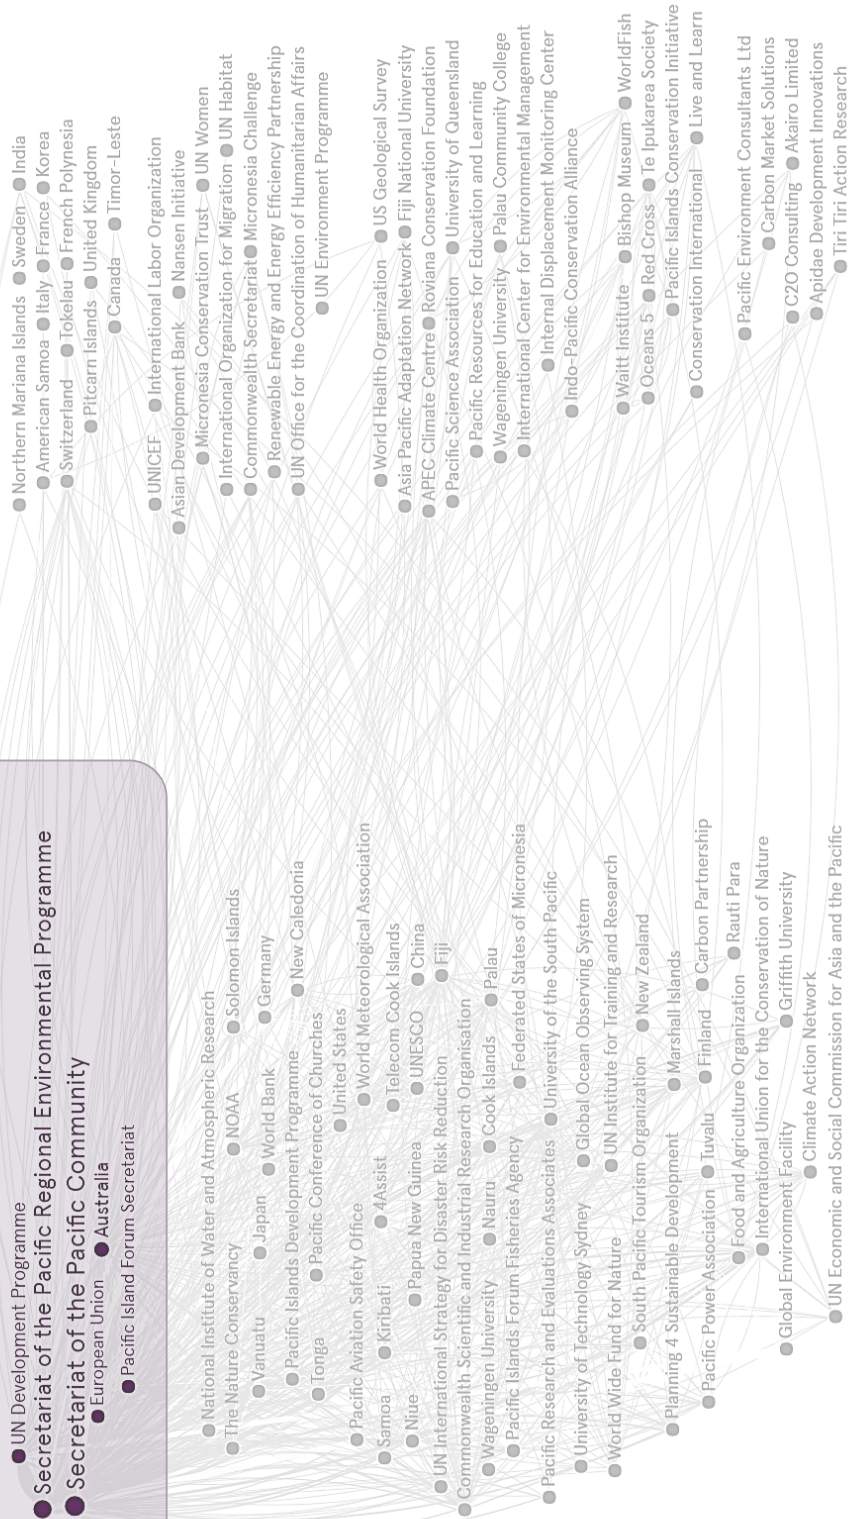 UN Development Programme
Secretariat of the Pacific Regional Environmental Programme
Secretariat of the Pacific Community
European Union
Australia
Pacific Island Forum Secretariat
Northern Mariana Islands
Sweden
India
American Samoa
Italy
France
Korea
Switzerland
Tokelau
French Polynesia
Pitcarn Islands
United Kingdom
Canada
Timor-Leste
UNICEF
International Labor Organization
Asian Development Bank
Nansen Initiative
Micronesia Conservation Trust
UN Women
International Organization for Migration
UN Habitat
Commonwealth Secretariat
Micronesia Challenge
Renewable Energy and Energy Efficiency Partnership
UN Office for the Coordination of Humanitarian Affairs
UN Environment Programme
World Health Organization
US Geological Survey
Asia Pacific Adaptation Network
Fiji National University
APEC Climate Centre
Roviana Conservation Foundation
Pacific Science Association
University of Queensland
Pacific Resources for Education and Learning
Wageningen University
Palau Community College
International Center for Environmental Management
Internal Displacement Monitoring Center
Indo-Pacific Conservation Alliance
Waitt Institute
Bishop Museum
WorldFish
Oceans 5
Red Cross
Te Ipukarea Society
Pacific Islands Conservation Initiative
Conservation International
Live and Learn
Pacific Environment Consultants Ltd
Carbon Market Solutions
C2O Consulting
Akairo Limited
Apidae Development Innovations
Tiri Tiri Action Research
National Institute of Water and Atmospheric Research
The Nature Conservancy
NOAA
Solomon Islands
Vanuatu
Japan
World Bank
Germany
Pacific Islands Development Programme
New Caledonia
Tonga
Pacific Conference of Churches
United States
Pacific Aviation Safety Office
World Meteorological Association
Samoa
Kiribati
4Assist
Telecom Cook Islands
Niue
Papua New Guinea
UNESCO
China
UN International Strategy for Disaster Risk Reduction
Fiji
Commonwealth Scientific and Industrial Research Organisation
Wageningen University
Nauru
Cook Islands
Palau
Pacific Islands Forum Fisheries Agency
Federated States of Micronesia
Pacific Research and Evaluations Associates
University of the South Pacific
University of Technology Sydney
Global Ocean Observing System
World Wide Fund for Nature
UN Institute for Training and Research
South Pacific Tourism Organization
New Zealand
Planning 4 Sustainable Development
Marshall Islands
Pacific Power Association
Tuvalu
Finland
Carbon Partnership
Food and Agriculture Organization
Rauti Para
International Union for the Conservation of Nature
Global Environment Facility
Griffith University
Climate Action Network
UN Economic and Social Commission for Asia and the Pacific